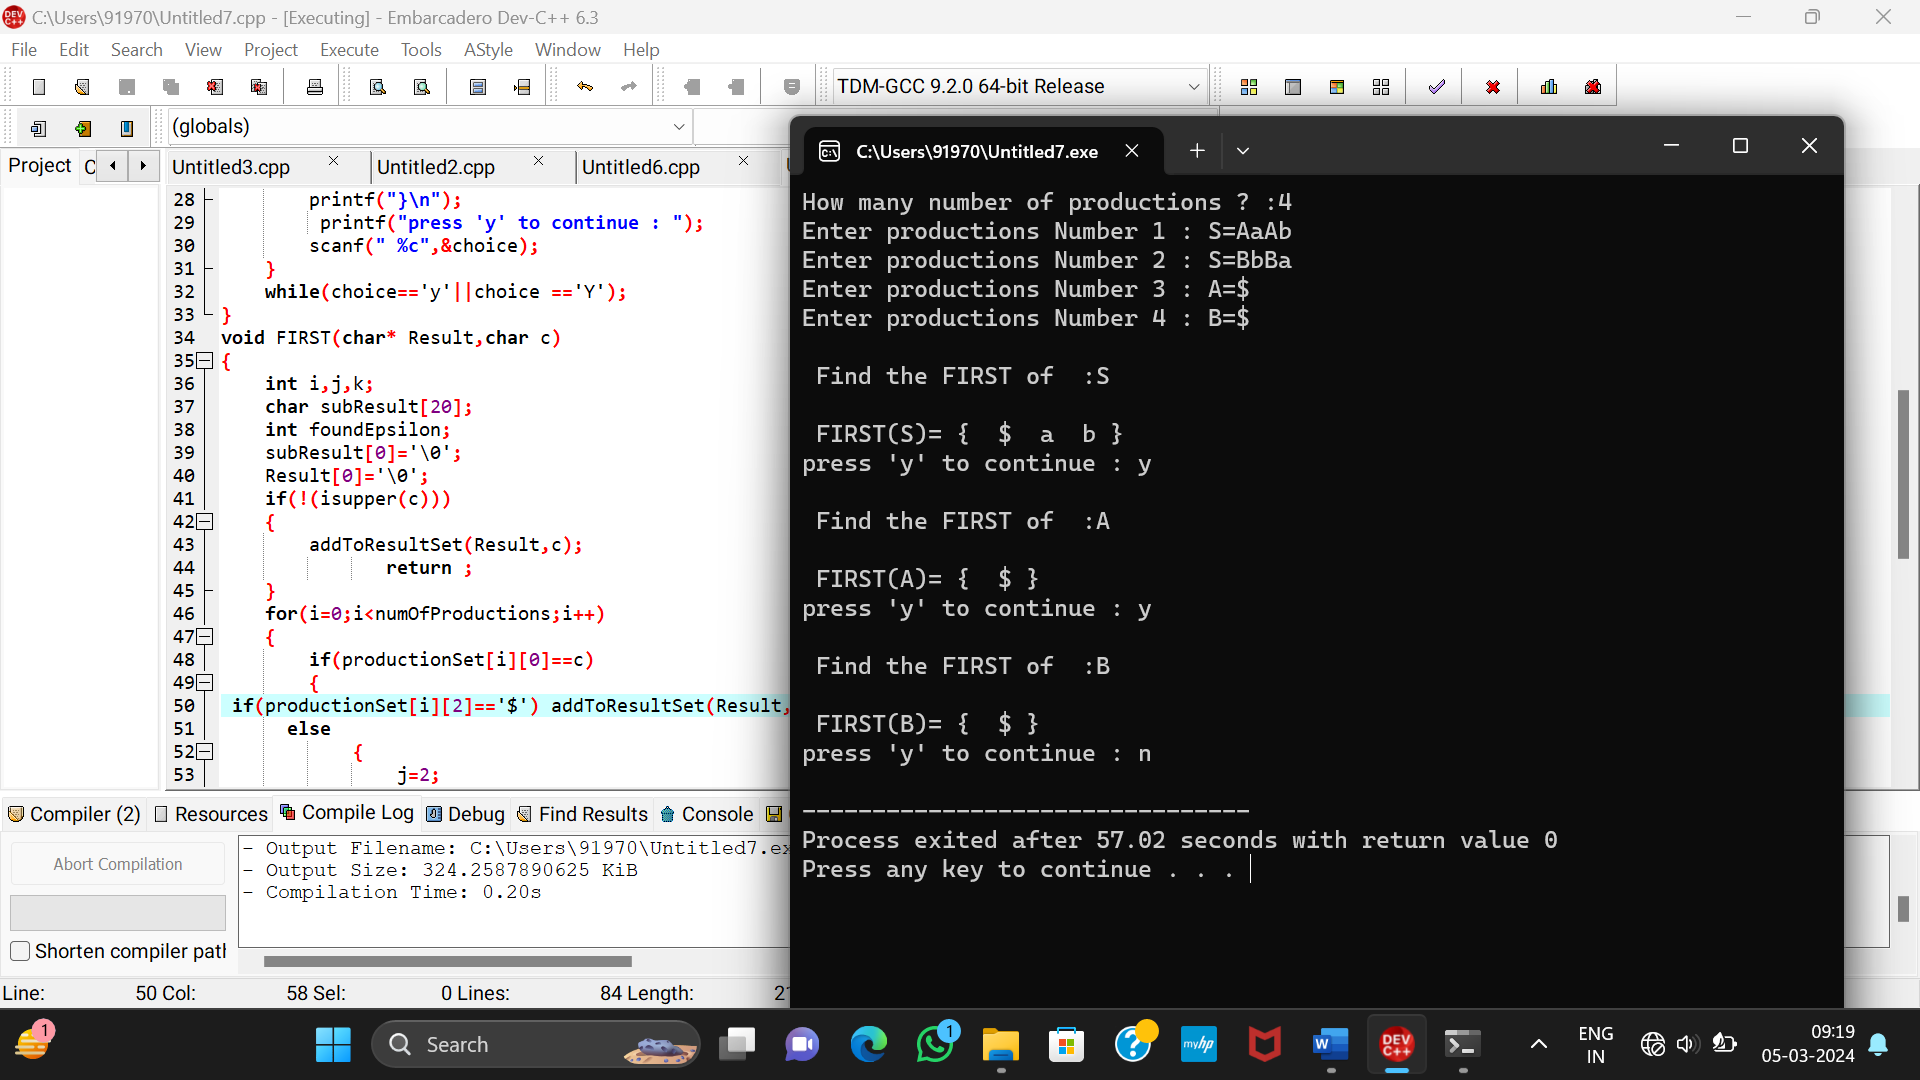 C:\Users\91970\Untitled7.cpp - [Executing] - Embarcadero Dev-C++ 6.3
File Edit Search View Project Execute Tools AStyle Window Help
TDM-GCC 9.2.0 64-bit Release
(globals)
Project
Untitled3.cpp Untitled2.cpp Untitled6.cpp
28 printf("}\n");
29 printf("press 'y' to continue : ");
30 scanf(" %c",&choice);
31 }
32 while(choice=='y'||choice =='Y');
33 }
34 void FIRST(char* Result,char c)
35 {
36 int i,j,k;
37 char subResult[20];
38 int foundEpsilon;
39 subResult[0]='\0';
40 Result[0]='\0';
41 if(!(isupper(c)))
42 {
43 addToResultSet(Result,c);
44 return ;
45 }
46 for(i=0;i<numOfProductions;i++)
47 {
48 if(productionSet[i][0]==c)
49 {
50 if(productionSet[i][2]=='$') addToResultSet(Result,
51 else
52 {
53 j=2;
C:\Users\91970\Untitled7.exe
How many number of productions ? :4
Enter productions Number 1 : S=AaAb
Enter productions Number 2 : S=BbBa
Enter productions Number 3 : A=$
Enter productions Number 4 : B=$
Find the FIRST of :S
FIRST(S)= { $ a b }
press 'y' to continue : y
Find the FIRST of :A
FIRST(A)= { $ }
press 'y' to continue : y
Find the FIRST of :B
FIRST(B)= { $ }
press 'y' to continue : n
--------------------------------
Process exited after 57.02 seconds with return value 0
Press any key to continue . . .
Compiler (2) Resources Compile Log Debug Find Results Console
Abort Compilation
Shorten compiler path
- Output Filename: C:\Users\91970\Untitled7.ex
- Output Size: 324.2587890625 KiB
- Compilation Time: 0.20s
Line: 50 Col: 58 Sel: 0 Lines: 84 Length:
1
Search
1
myhp
W
DEV C++
ENG
IN
09:19
05-03-2024